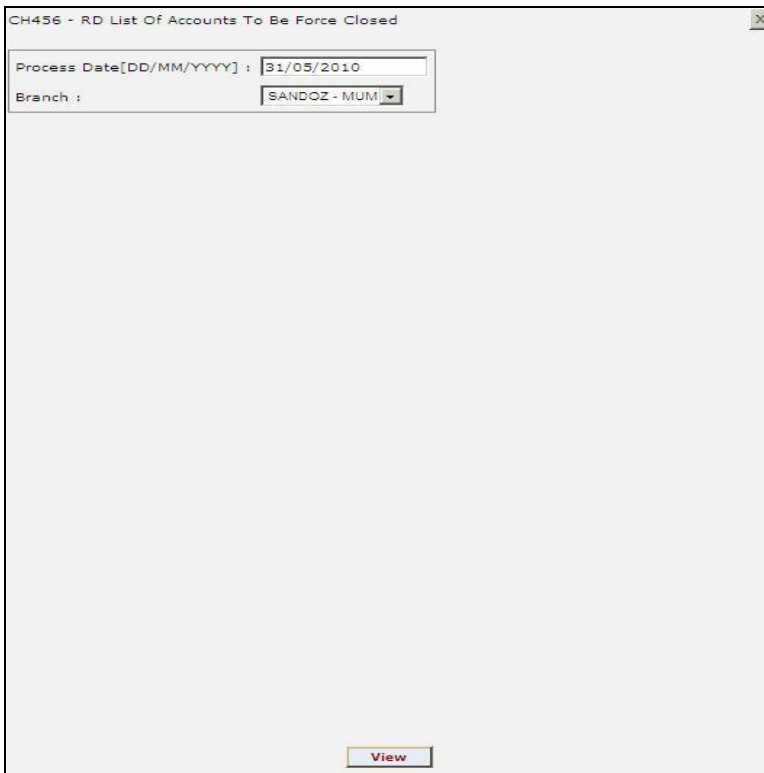 CH456 - RD List Of Accounts To Be Force Closed
Process Date[DD/MM/YYYY] : 31/05/2010
Branch : SANDOZ - MUM
View